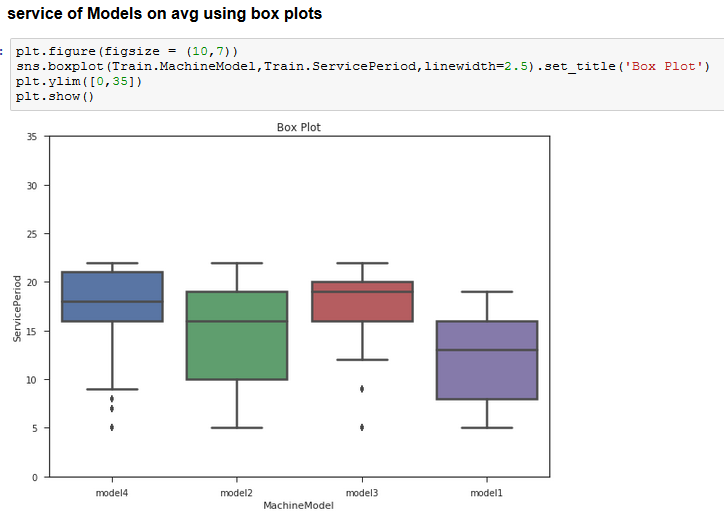 service of Models on avg using box plots
: plt.figure(figsize = (10,7))
sns.boxplot(Train.MachineModel,Train.ServicePeriod,linewidth=2.5).set_title('Box Plot')
plt.ylim([0,35])
plt.show()
Box Plot
35
30
25
20
15
10
5
0
ServicePeriod
model4 model2 model3 model1
MachineModel